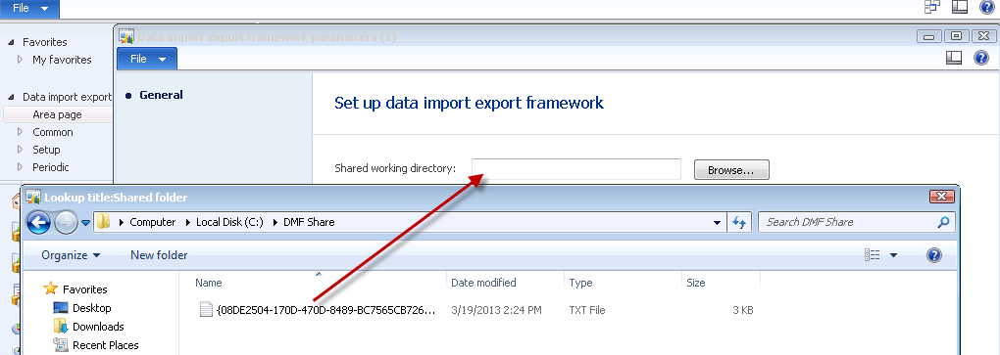 File
Data import export framework parameters (1)
Favorites
My favorites
File
General
Set up data import export framework
Data import export
Area page
Common
Setup
Periodic
Shared working directory:
Browse...
Lookup title:Shared folder
Computer
Local Disk (C:)
DMF Share
Search DMF Share
Organize
New folder
Name
Date modified
Type
Size
Favorites
Desktop
Downloads
Recent Places
{08DE2504-170D-470D-8489-BC7565CB726...
3/19/2013 2:24 PM
TXT File
3 KB